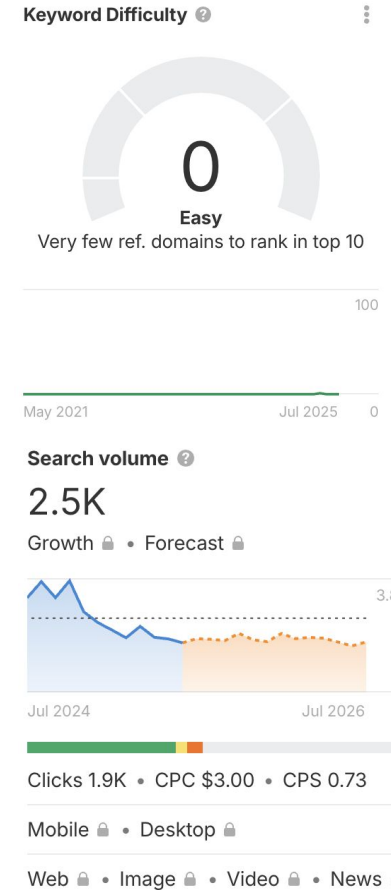 Keyword Difficulty
0
Easy
Very few ref. domains to rank in top 10
100
May 2021 Jul 2025 0
Search volume
2.5K
Growth • Forecast
Jul 2024 Jul 2026
Clicks 1.9K • CPC $3.00 • CPS 0.73
Mobile • Desktop
Web • Image • Video • News